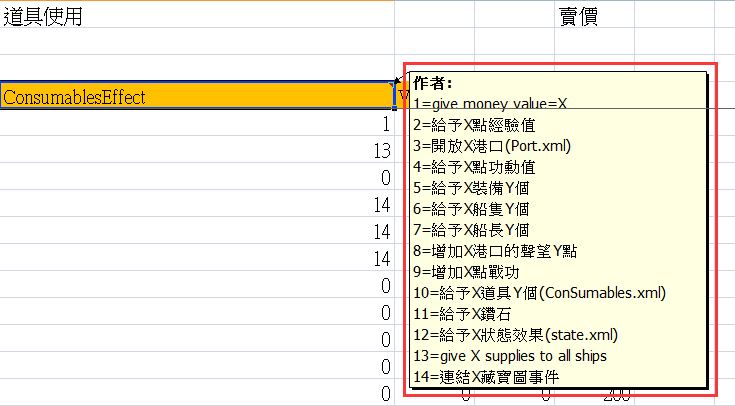 道具使用 賣價
ConsumablesEffect
作者:
1=give money value=X
2=給予X點經驗值
3=開放X港口(Port.xml)
4=給予X點功動值
5=給予X裝備Y個
6=給予X船隻Y個
7=給予X船長Y個
8=增加X港口的聲望Y點
9=增加X點戰功
10=給予X道具Y個(ConSumables.xml)
11=給予X鑽石
12=給予X狀態效果(state.xml)
13=give X supplies to all ships
14=連結X藏寶圖事件
1
13
0
14
14
14
0
0
0
0
0 0 0 200